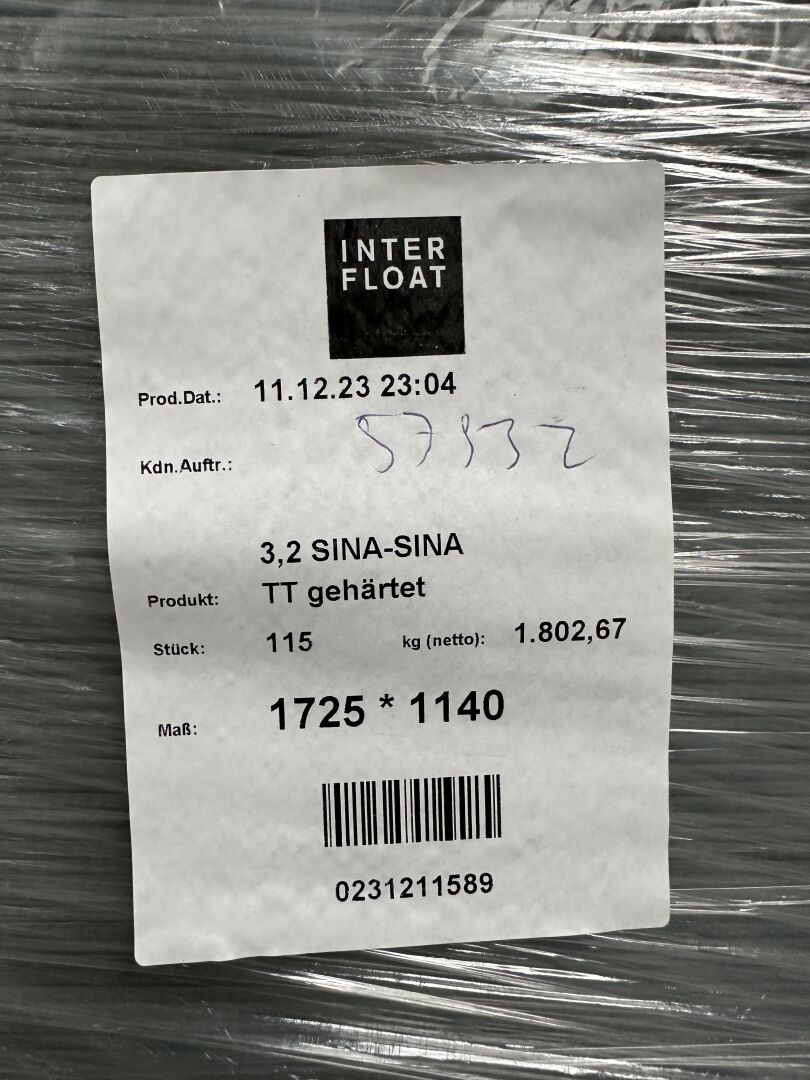 INTER
FLOAT
Prod.Dat.: 11.12.23 23:04
Kdn.Auftr.:
3,2 SINA-SINA
Produkt: TT gehärtet
Stück: 115 kg (netto): 1.802,67
Maß: 1725 * 1140
0231211589